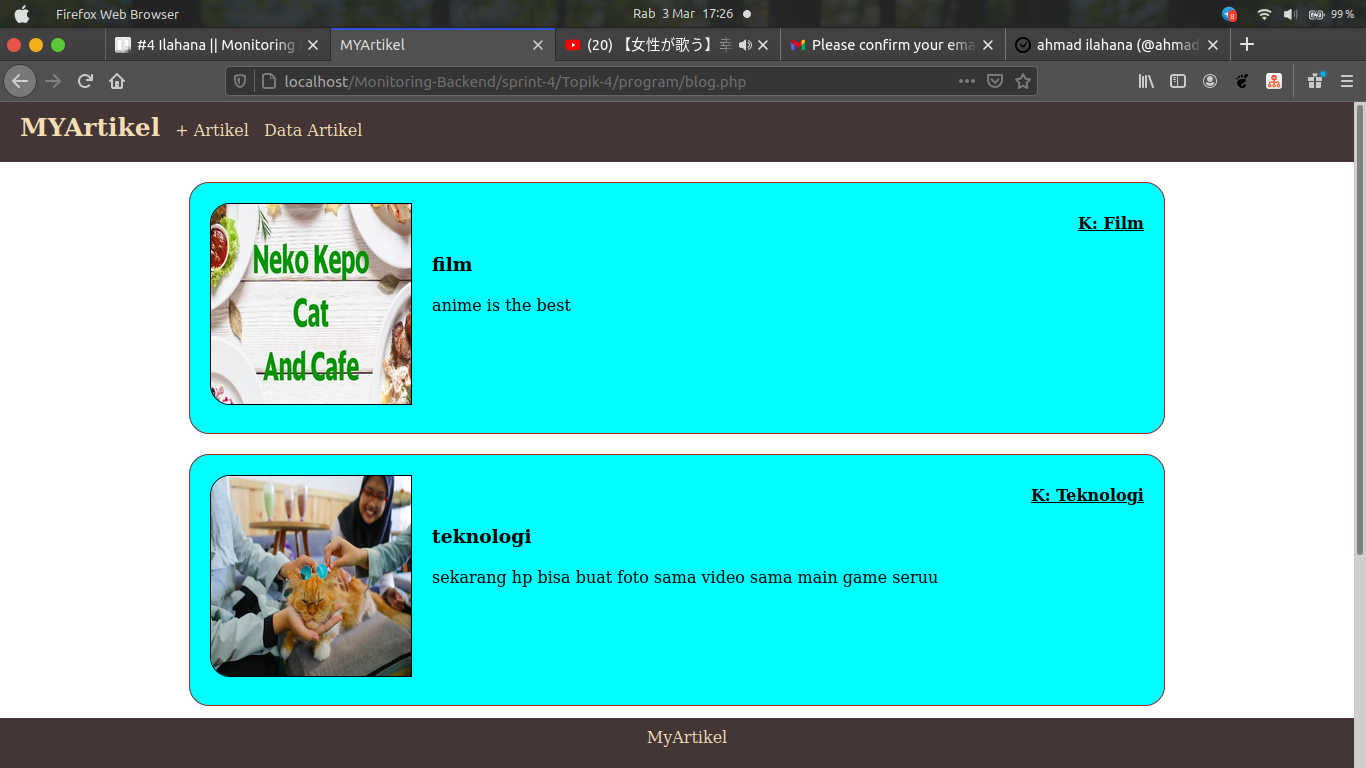 Firefox Web Browser
Rab 3 Mar 17:26
8
99 %
#4 Ilahana || Monitoring
MYArtikel
(20) 【女性が歌う】幸
Please confirm your ema
ahmad ilahana (@ahmad
localhost/Monitoring-Backend/sprint-4/Topik-4/program/blog.php
MYArtikel + Artikel Data Artikel
Neko Kepo
Cat
And Cafe
K: Film
film
anime is the best
K: Teknologi
teknologi
sekarang hp bisa buat foto sama video sama main game seruu
MyArtikel